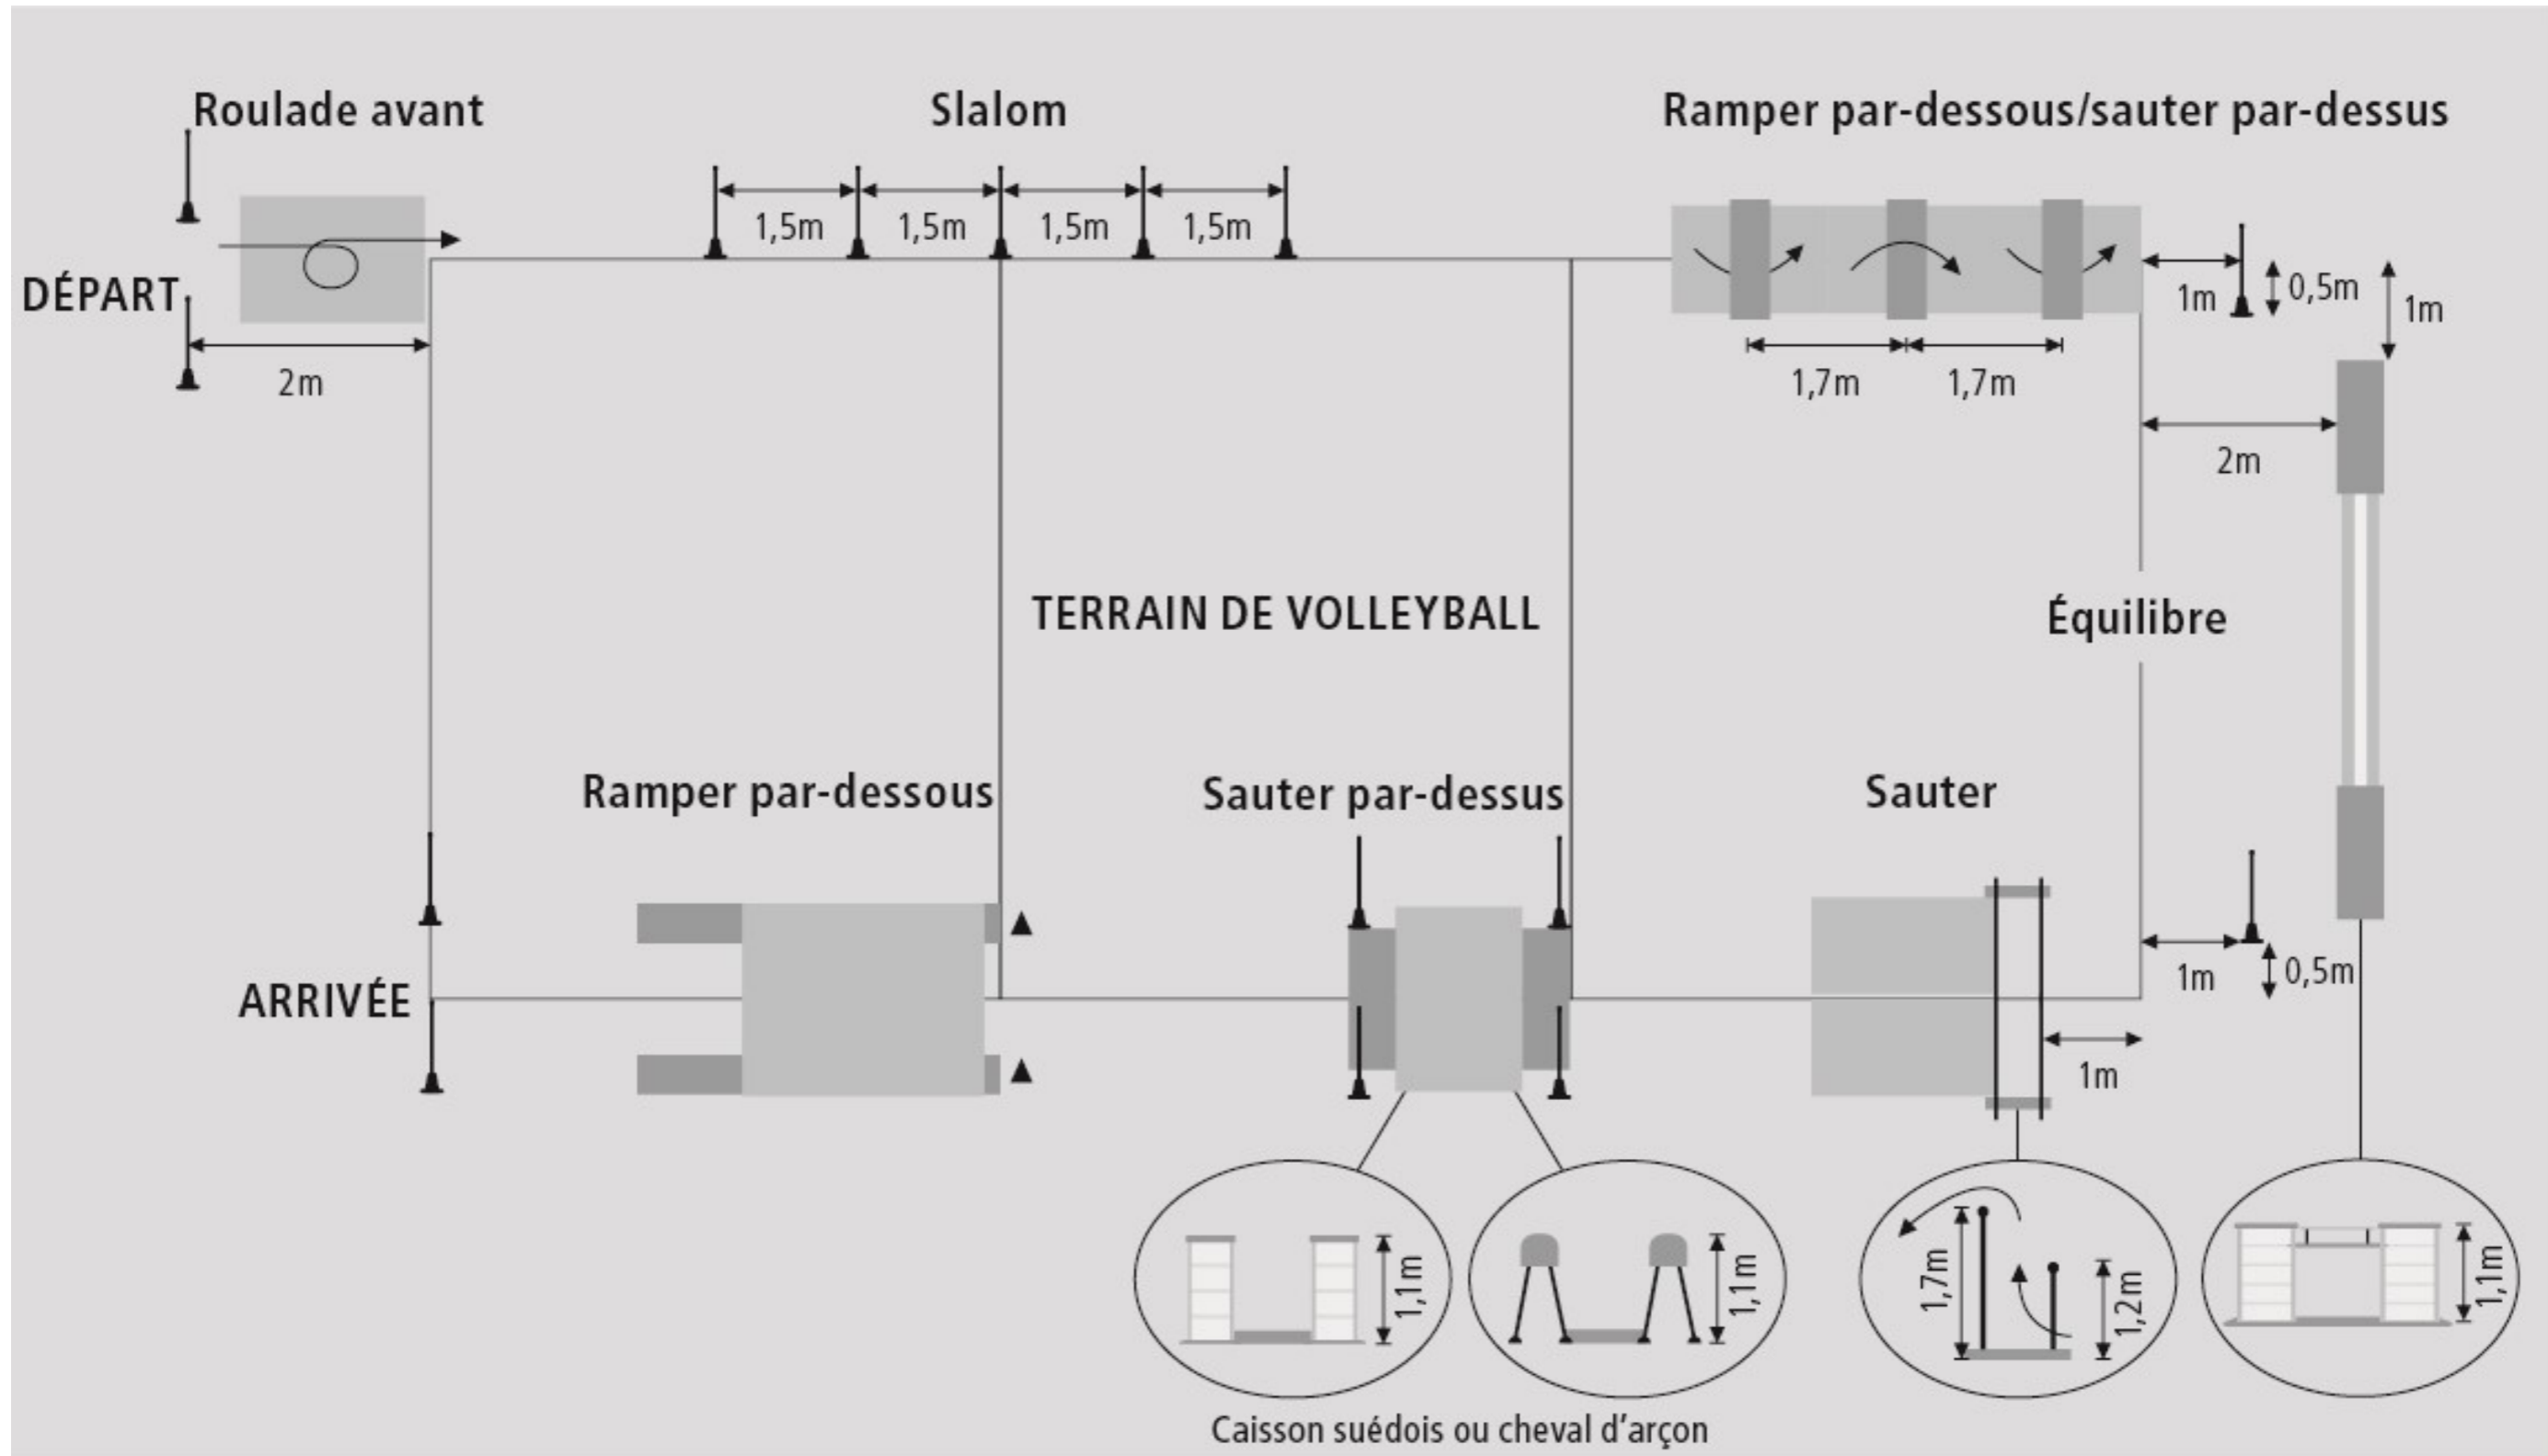 Roulade avant
Slalom
Ramper par-dessous/sauter par-dessus
1,5m 1,5m 1,5m 1,5m
DÉPART
2m
1m
0,5m
1m
1,7m 1,7m
2m
TERRAIN DE VOLLEYBALL
Équilibre
Ramper par-dessous
Sauter par-dessus
Sauter
ARRIVÉE
1m
0,5m
1m
1,1m
1,1m
1,7m
1,2m
1,1m
Caisson suédois ou cheval d'arçon